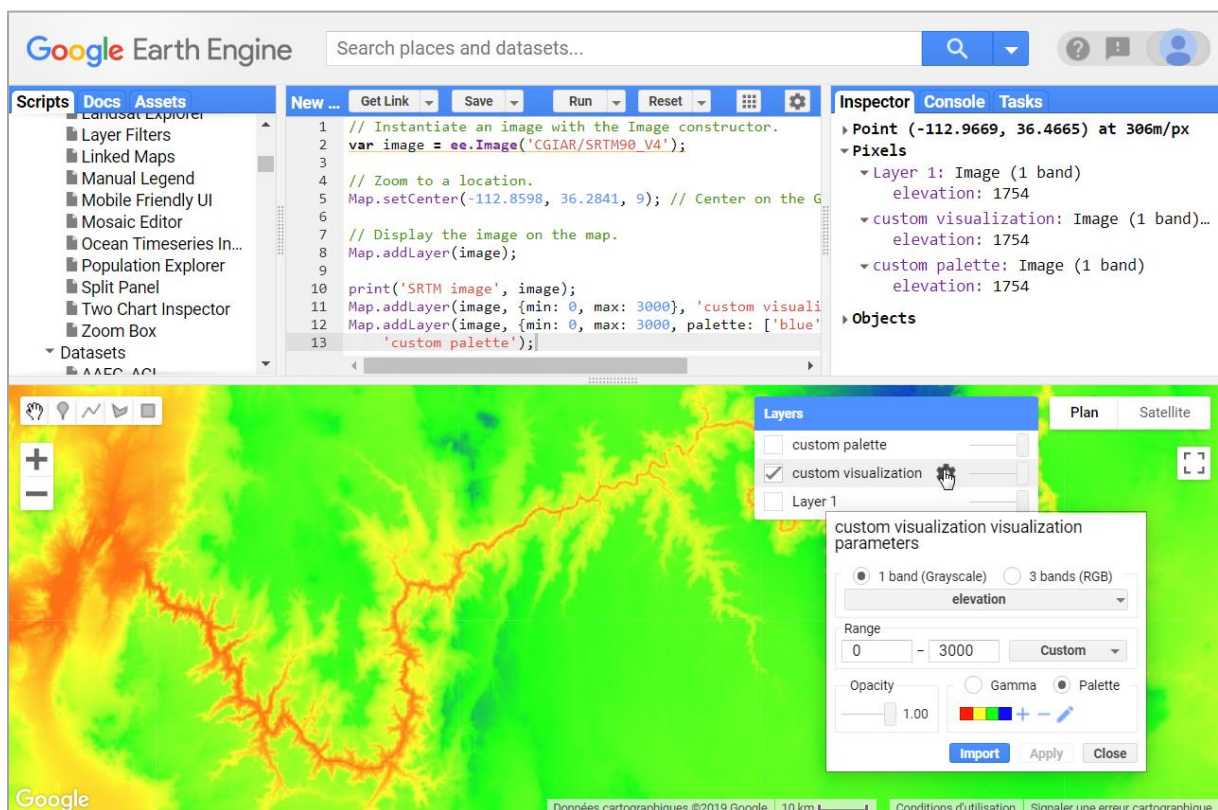 Google Earth Engine
Search places and datasets...
Scripts Docs Assets
Landsat Explorer
Layer Filters
Linked Maps
Manual Legend
Mobile Friendly UI
Mosaic Editor
Ocean Timeseries In...
Population Explorer
Split Panel
Two Chart Inspector
Zoom Box
Datasets
New ... Get Link Save Run Reset
1 // Instantiate an image with the Image constructor.
2 var image = ee.Image('CGIAR/SRTM90_V4');
3
4 // Zoom to a location.
5 Map.setCenter(-112.8598, 36.2841, 9); // Center on the G
6
7 // Display the image on the map.
8 Map.addLayer(image);
9
10 print('SRTM image', image);
11 Map.addLayer(image, {min: 0, max: 3000}, 'custom visuali
12 Map.addLayer(image, {min: 0, max: 3000, palette: ['blue'
13 'custom palette');
Inspector Console Tasks
Point (-112.9669, 36.4665) at 306m/px
Pixels
Layer 1: Image (1 band)
elevation: 1754
custom visualization: Image (1 band)...
elevation: 1754
custom palette: Image (1 band)
elevation: 1754
Objects
Layers
custom palette
custom visualization
Layer 1
Plan Satellite
custom visualization visualization
parameters
1 band (Grayscale) 3 bands (RGB)
elevation
Range
0 – 3000 Custom
Opacity Gamma Palette
1.00
Import Apply Close
Google
Données cartographiques ©2019 Google 10 km Conditions d'utilisation Signaler une erreur cartographique